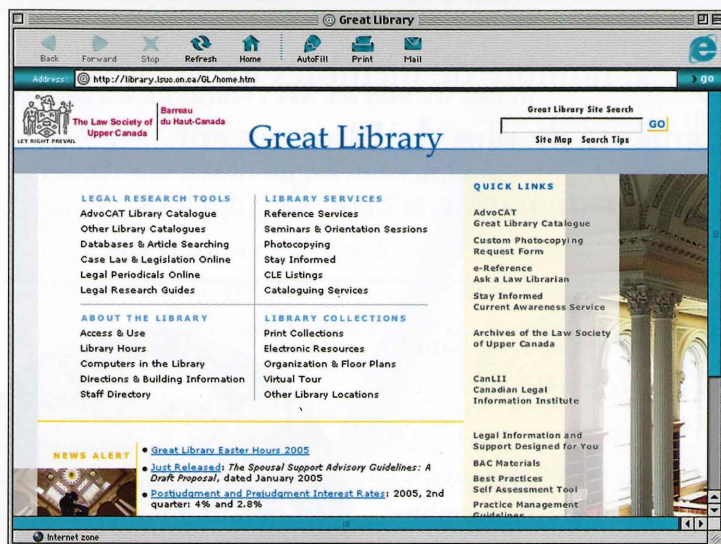 Great Library
Back Forward Stop Refresh Home AutoFill Print Mail
Address: http://library.lsuc.on.ca/GL/home.htm go
LET RIGHT PREVAIL
The Law Society of
Upper Canada
Barreau
du Haut-Canada
Great Library
Great Library Site Search
GO
Site Map Search Tips
LEGAL RESEARCH TOOLS
AdvoCAT Library Catalogue
Other Library Catalogues
Databases & Article Searching
Case Law & Legislation Online
Legal Periodicals Online
Legal Research Guides
LIBRARY SERVICES
Reference Services
Seminars & Orientation Sessions
Photocopying
Stay Informed
CLE Listings
Cataloguing Services
ABOUT THE LIBRARY
Access & Use
Library Hours
Computers in the Library
Directions & Building Information
Staff Directory
LIBRARY COLLECTIONS
Print Collections
Electronic Resources
Organization & Floor Plans
Virtual Tour
Other Library Locations
QUICK LINKS
AdvoCAT
Great Library Catalogue
Custom Photocopying
Request Form
e-Reference
Ask a Law Librarian
Stay Informed
Current Awareness Service
Archives of the Law Society
of Upper Canada
CanLII
Canadian Legal
Information Institute
Legal Information and
Support Designed for You
BAC Materials
Best Practices
Self Assessment Tool
Practice Management
Guidelines
NEWS ALERT
• Great Library Easter Hours 2005
• Just Released: The Spousal Support Advisory Guidelines: A
Draft Proposal, dated January 2005
• Postjudgment and Prejudgment Interest Rates: 2005, 2nd
quarter: 4% and 2.8%
Internet zone